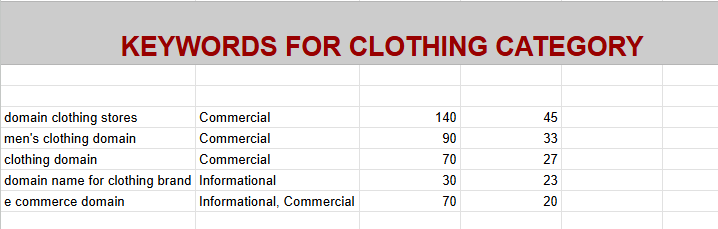 KEYWORDS FOR CLOTHING CATEGORY
domain clothing stores Commercial 140 45
men's clothing domain Commercial 90 33
clothing domain Commercial 70 27
domain name for clothing brand Informational 30 23
e commerce domain Informational, Commercial 70 20